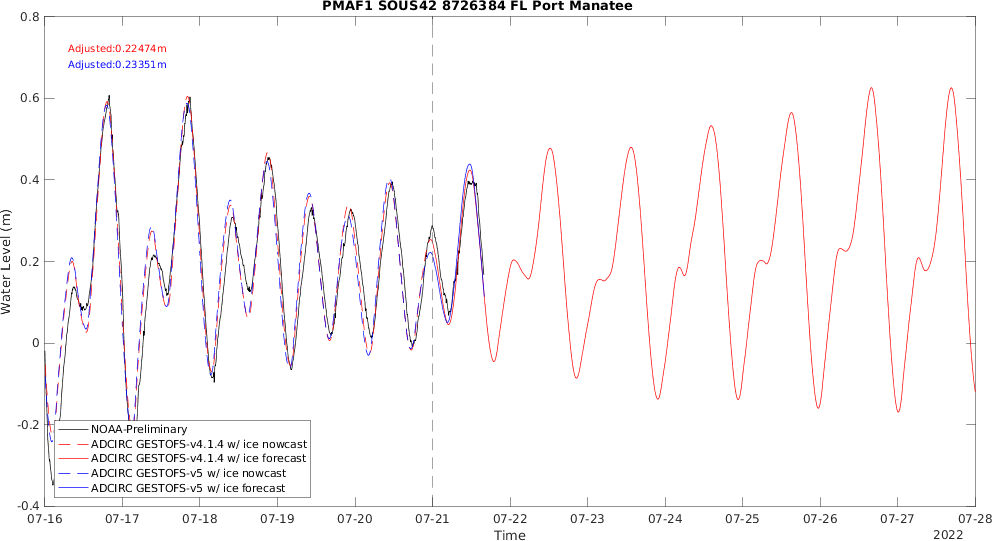 PMAF1 SOUS42 8726384 FL Port Manatee
0.8
0.6
0.4
0.2
0
-0.2
-0.4
Water Level (m)
Adjusted:0.22474m
Adjusted:0.23351m
NOAA-Preliminary
ADCIRC GESTOFS-v4.1.4 w/ ice nowcast
ADCIRC GESTOFS-v4.1.4 w/ ice forecast
ADCIRC GESTOFS-v5 w/ ice nowcast
ADCIRC GESTOFS-v5 w/ ice forecast
07-16 07-17 07-18 07-19 07-20 07-21 07-22 07-23 07-24 07-25 07-26 07-27 07-28
Time
2022